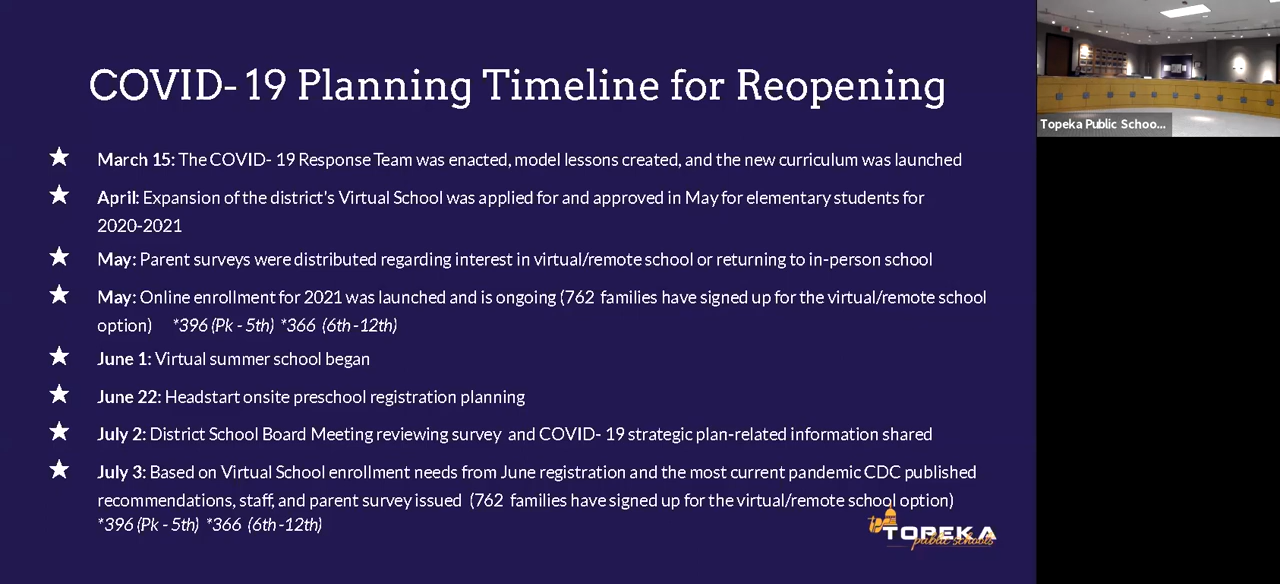 COVID-19 Planning Timeline for Reopening
March 15: The COVID- 19 Response Team was enacted, model lessons created, and the new curriculum was launched
April: Expansion of the district's Virtual School was applied for and approved in May for elementary students for
2020-2021
May: Parent surveys were distributed regarding interest in virtual/remote school or returning to in-person school
May: Online enrollment for 2021 was launched and is ongoing (762 families have signed up for the virtual/remote school
option) *396 (Pk - 5th) *366 (6th -12th)
June 1: Virtual summer school began
June 22: Headstart onsite preschool registration planning
July 2: District School Board Meeting reviewing survey and COVID- 19 strategic plan-related information shared
July 3: Based on Virtual School enrollment needs from June registration and the most current pandemic CDC published
recommendations, staff, and parent survey issued (762 families have signed up for the virtual/remote school option)
*396 (Pk - 5th) *366 (6th -12th)
TOPEKA
public schools
Topeka Public Schoo...